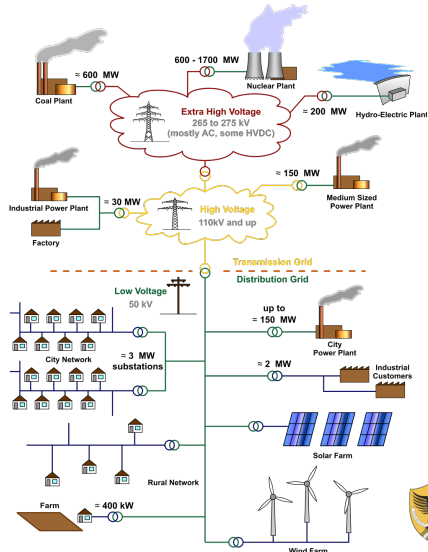 600 - 1700 MW
≈ 600 MW
Nuclear Plant
Coal Plant
Extra High Voltage
265 to 275 kV
(mostly AC, some HVDC)
≈ 200 MW
Hydro-Electric Plant
≈ 150 MW
≈ 30 MW
Industrial Power Plant
Medium Sized
Power Plant
High Voltage
110kV and up
Factory
Transmission Grid
Distribution Grid
Low Voltage
50 kV
up to
≈ 150 MW
City
Power Plant
City Network
≈ 3 MW
substations
≈ 2 MW
Industrial
Customers
Solar Farm
Rural Network
Farm
≈ 400 kW
Wind Farm